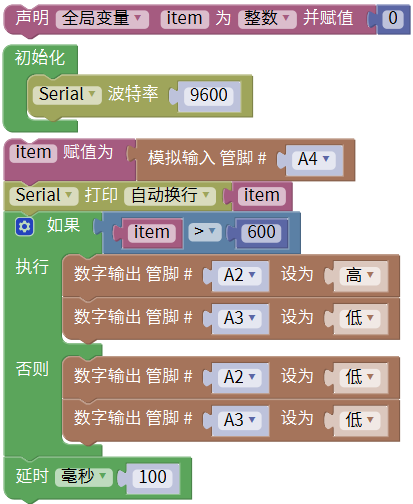 声明 全局变量 item 为 整数 并赋值 0
初始化
Serial 波特率 9600
item 赋值为 模拟输入 管脚 # A4
Serial 打印 自动换行 item
如果 item > 600
执行 数字输出 管脚 # A2 设为 高
数字输出 管脚 # A3 设为 低
否则 数字输出 管脚 # A2 设为 低
数字输出 管脚 # A3 设为 低
延时 毫秒 100